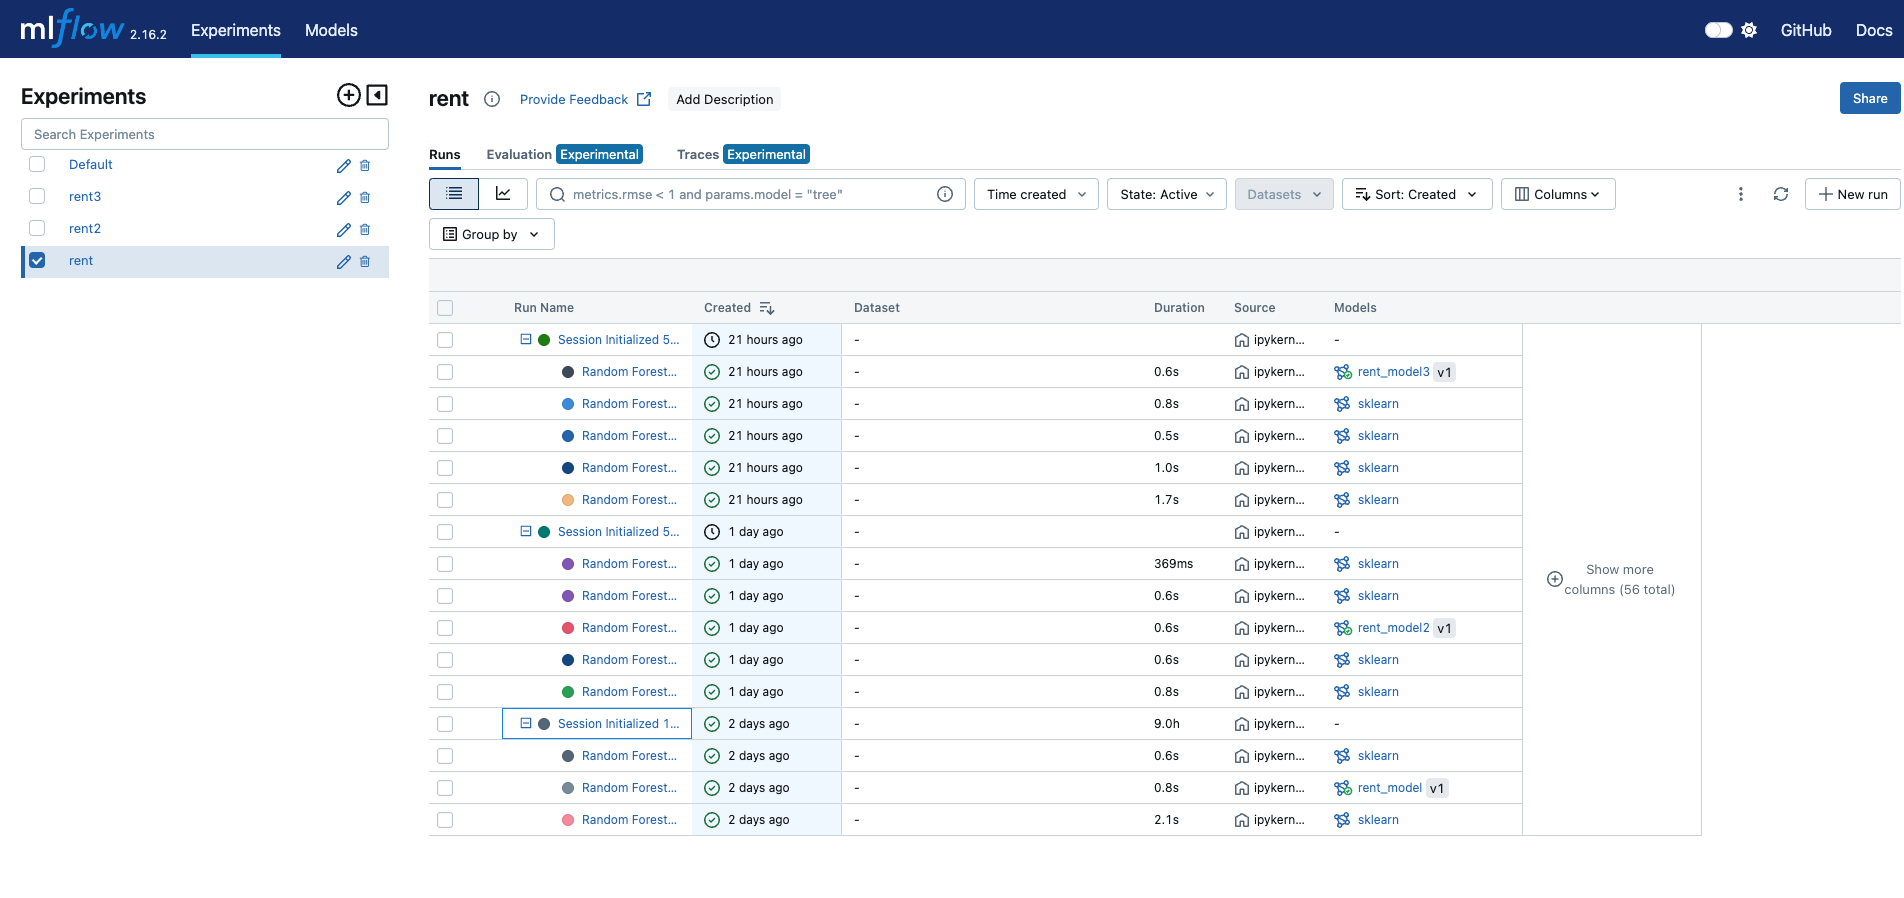 mlflow 2.16.2 Experiments Models GitHub Docs
Experiments
Search Experiments
Default
rent3
rent2
rent
rent Provide Feedback Add Description Share
Runs Evaluation Experimental Traces Experimental
metrics.rmse < 1 and params.model = "tree" Time created State: Active Datasets Sort: Created Columns New run
Group by
Run Name Created Dataset Duration Source Models
Session Initialized 5... 21 hours ago - ipykern... -
Random Forest... 21 hours ago - 0.6s ipykern... rent_model3 v1
Random Forest... 21 hours ago - 0.8s ipykern... sklearn
Random Forest... 21 hours ago - 0.5s ipykern... sklearn
Random Forest... 21 hours ago - 1.0s ipykern... sklearn
Random Forest... 21 hours ago - 1.7s ipykern... sklearn
Session Initialized 5... 1 day ago - ipykern... -
Random Forest... 1 day ago - 369ms ipykern... sklearn
Random Forest... 1 day ago - 0.6s ipykern... sklearn
Random Forest... 1 day ago - 0.6s ipykern... rent_model2 v1
Random Forest... 1 day ago - 0.6s ipykern... sklearn
Random Forest... 1 day ago - 0.8s ipykern... sklearn
Session Initialized 1... 2 days ago - 9.0h ipykern... -
Random Forest... 2 days ago - 0.6s ipykern... sklearn
Random Forest... 2 days ago - 0.8s ipykern... rent_model v1
Random Forest... 2 days ago - 2.1s ipykern... sklearn
Show more
columns (56 total)